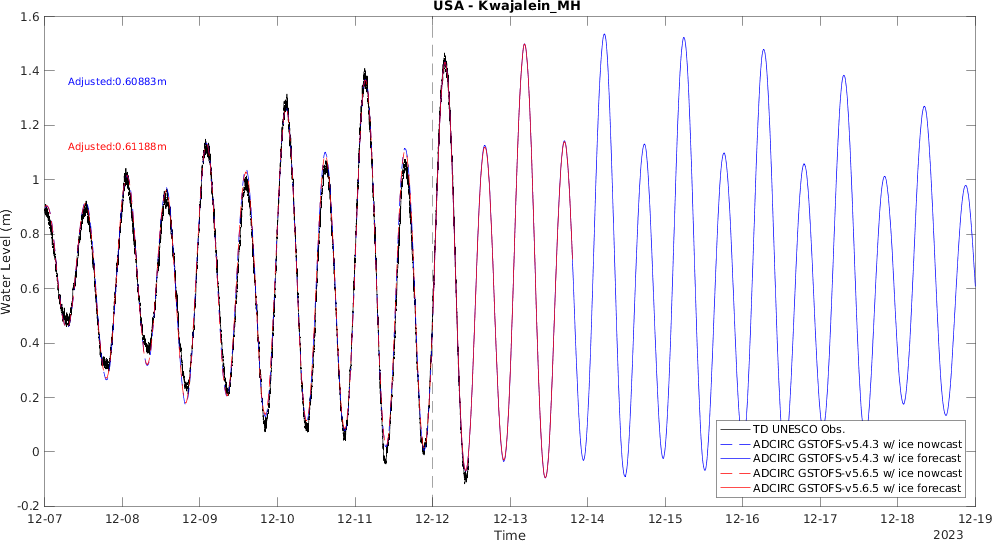 USA - Kwajalein_MH
Water Level (m)
1.6
1.4
1.2
1
0.8
0.6
0.4
0.2
0
-0.2
Adjusted:0.60883m
Adjusted:0.61188m
TD UNESCO Obs.
ADCIRC GSTOFS-v5.4.3 w/ ice nowcast
ADCIRC GSTOFS-v5.4.3 w/ ice forecast
ADCIRC GSTOFS-v5.6.5 w/ ice nowcast
ADCIRC GSTOFS-v5.6.5 w/ ice forecast
12-07 12-08 12-09 12-10 12-11 12-12 12-13 12-14 12-15 12-16 12-17 12-18 12-19
Time
2023